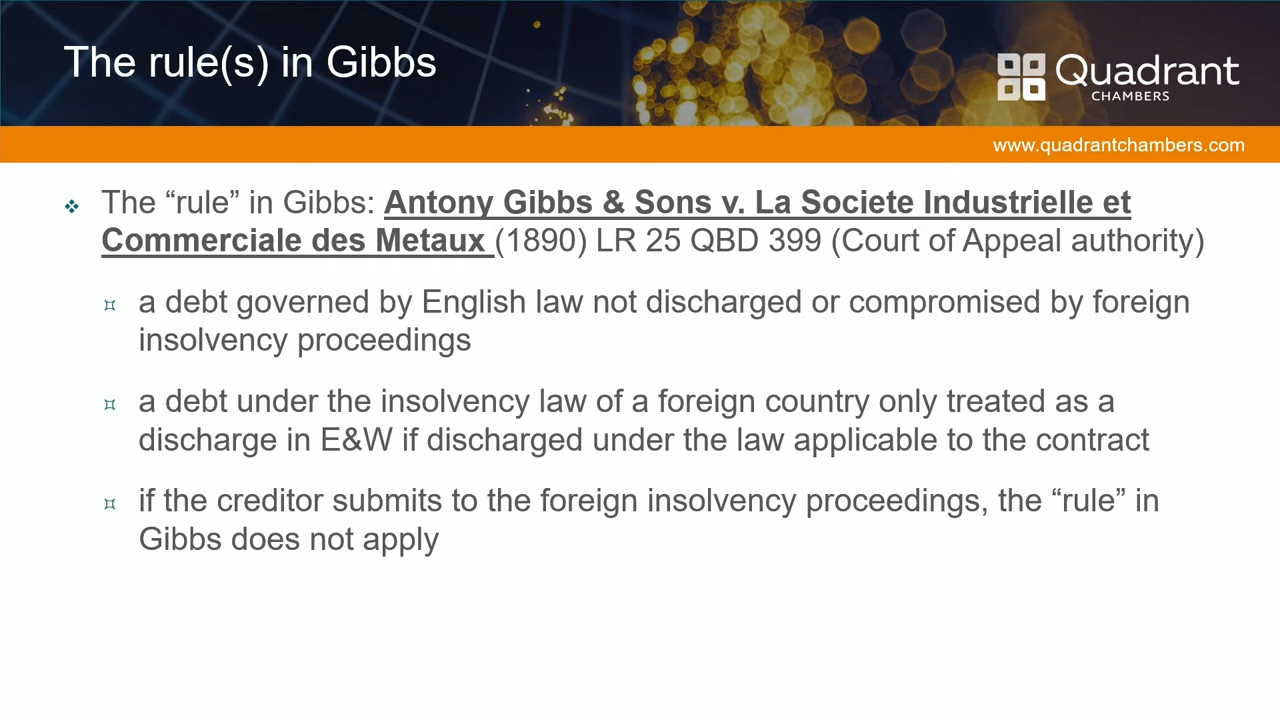 The rule(s) in Gibbs
Quadrant
CHAMBERS
www.quadrantchambers.com
The “rule” in Gibbs: Antony Gibbs & Sons v. La Societe Industrielle et
Commerciale des Metaux (1890) LR 25 QBD 399 (Court of Appeal authority)
a debt governed by English law not discharged or compromised by foreign
insolvency proceedings
a debt under the insolvency law of a foreign country only treated as a
discharge in E&W if discharged under the law applicable to the contract
if the creditor submits to the foreign insolvency proceedings, the “rule” in
Gibbs does not apply